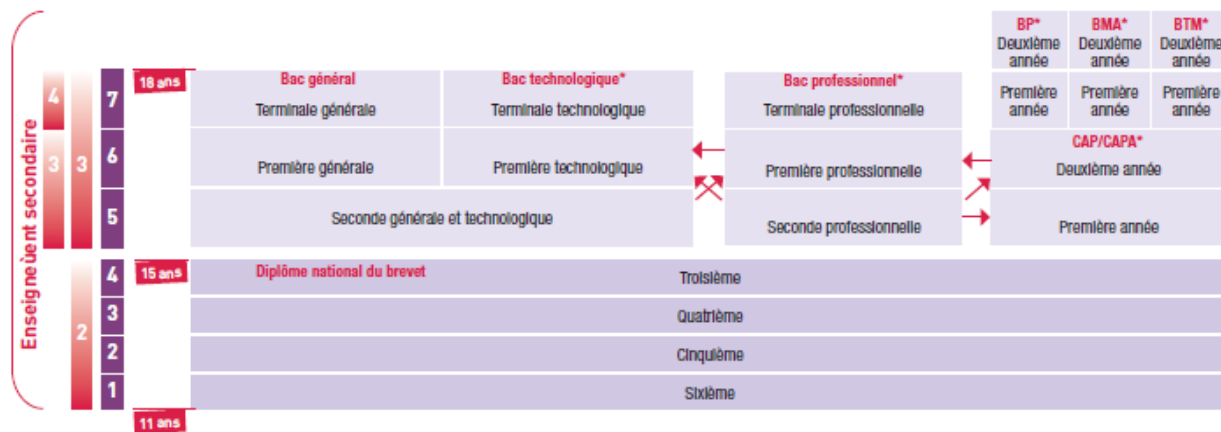 BP* BMA* BTM*
Deuxième Deuxième Deuxième
année année année
18 ans Bac général Bac technologique* Bac professionnel*
4 7 Terminale générale Terminale technologique Terminale professionnelle Première Première Première
année année année
CAP/CAPA*
3 3 6 Première générale Première technologique Première professionnelle Deuxième année
5 Seconde générale et technologique Seconde professionnelle Première année
Enseigneùent secondaire
15 ans Diplôme national du brevet
4 Troisième
2 3 Quatrième
2 Cinquième
1 Sixième
11 ans